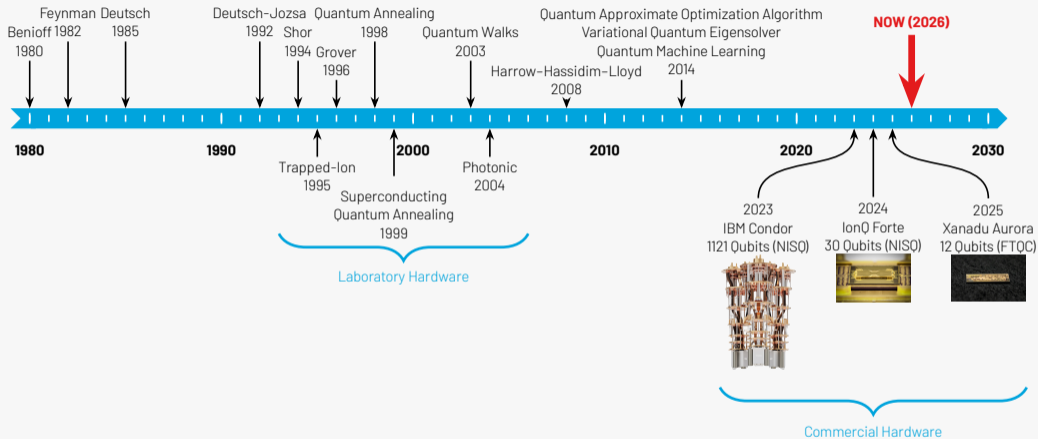 Feynman Deutsch
Benioff 1982 1985
1980
Deutsch-Jozsa
1992
Shor
1994
Grover
1996
Quantum Annealing
1998
Quantum Walks
2003
Harrow-Hassidim-Lloyd
2008
Quantum Approximate Optimization Algorithm
Variational Quantum Eigensolver
Quantum Machine Learning
2014
NOW (2026)
1980 1990 2000 2010 2020 2030
Trapped-Ion
1995
Superconducting
Quantum Annealing
1999
Photonic
2004
Laboratory Hardware
2023
IBM Condor
1121 Qubits (NISQ)
2024
IonQ Forte
30 Qubits (NISQ)
2025
Xanadu Aurora
12 Qubits (FTQC)
Commercial Hardware